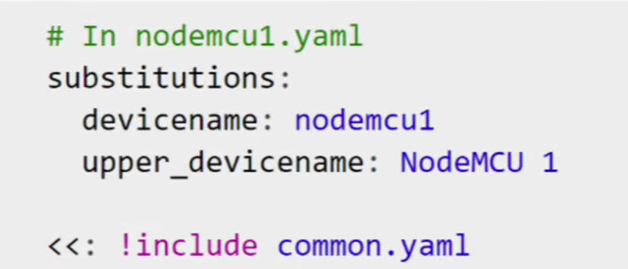 # In nodemcu1.yaml
substitutions:
  devicename: nodemcu1
  upper_devicename: NodeMCU 1

<<: !include common.yaml